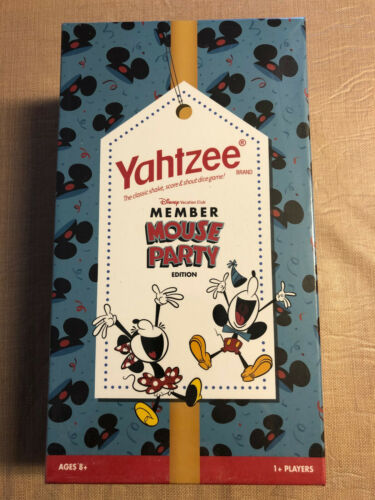 Yahtzee®
BRAND
The classic shake, score & shout dice game!
Disney Vacation Club
MEMBER
MOUSE
PARTY
EDITION
AGES 8+
1+ PLAYERS